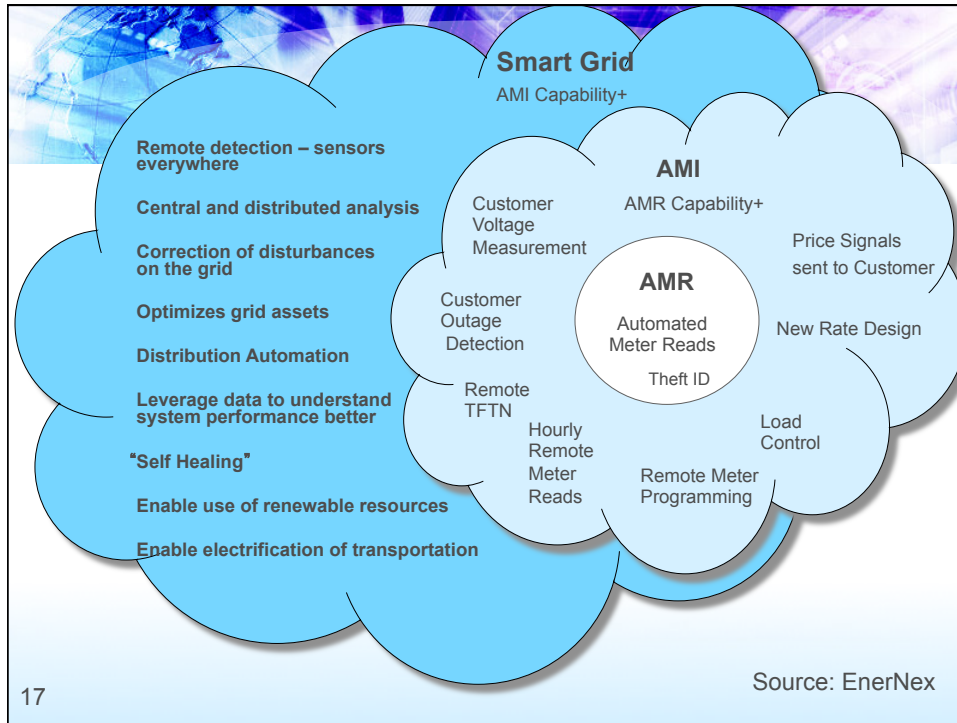 Smart Grid
AMI Capability+
Remote detection – sensors
everywhere
Central and distributed analysis
Correction of disturbances
on the grid
Optimizes grid assets
Distribution Automation
Leverage data to understand
system performance better
“Self Healing”
Enable use of renewable resources
Enable electrification of transportation
AMI
AMR Capability+
Customer
Voltage
Measurement
Customer
Outage
Detection
Remote
TFTN
Hourly
Remote
Meter
Reads
Remote Meter
Programming
Load
Control
New Rate Design
Price Signals
sent to Customer
AMR
Automated
Meter Reads
Theft ID
17
Source: EnerNex